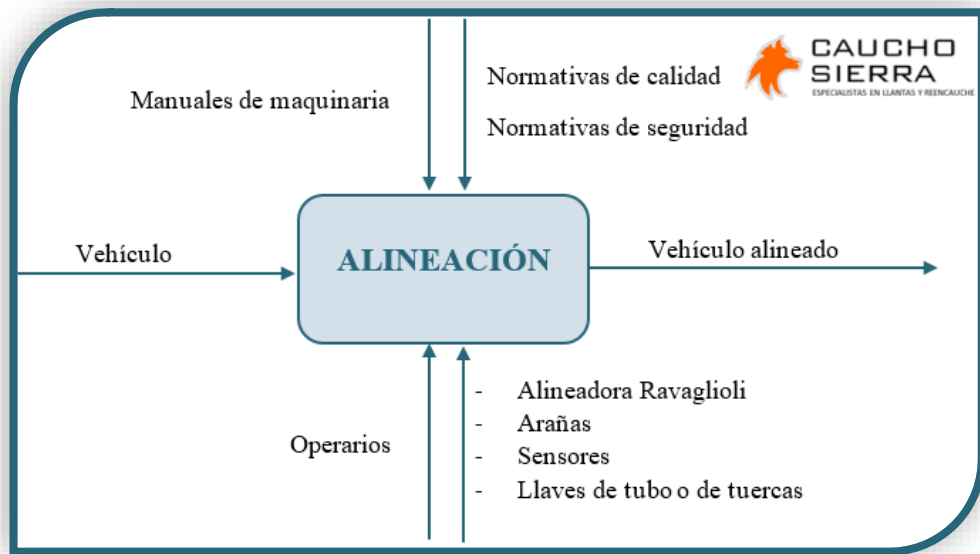 CAUCHO
SIERRA
ESPECIALISTAS EN LLANTAS Y REENCAUCHE
Manuales de maquinaria
Normativas de calidad
Normativas de seguridad
Vehículo
ALINEACIÓN
Vehículo alineado
Operarios
- Alineadora Ravaglioli
- Arañas
- Sensores
- Llaves de tubo o de tuercas